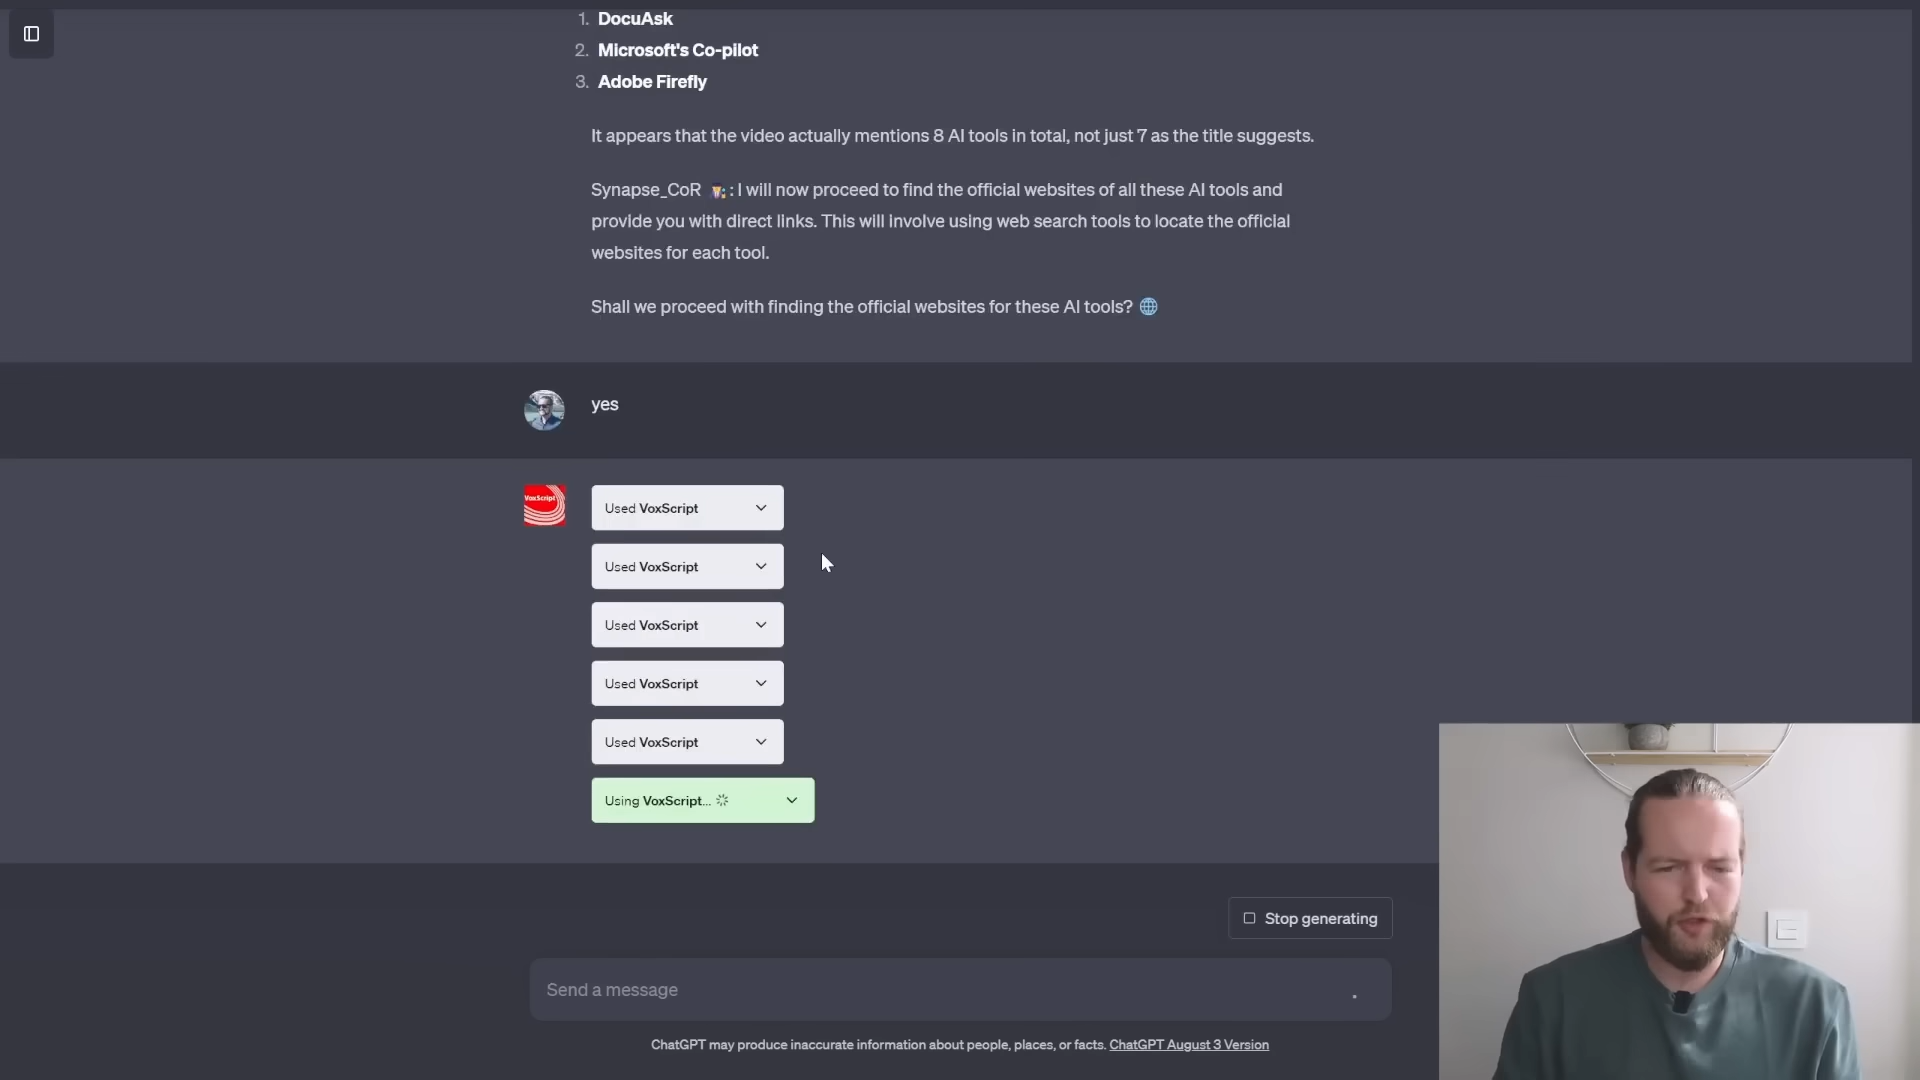 1. DocuAsk
2. Microsoft's Co-pilot
3. Adobe Firefly
It appears that the video actually mentions 8 AI tools in total, not just 7 as the title suggests.
Synapse_CoR 👩‍🏫: I will now proceed to find the official websites of all these AI tools and
provide you with direct links. This will involve using web search tools to locate the official
websites for each tool.
Shall we proceed with finding the official websites for these AI tools? 🌐
yes
VoxScript
Used VoxScript
Used VoxScript
Used VoxScript
Used VoxScript
Used VoxScript
Using VoxScript...
Stop generating
Send a message
ChatGPT may produce inaccurate information about people, places, or facts. ChatGPT August 3 Version